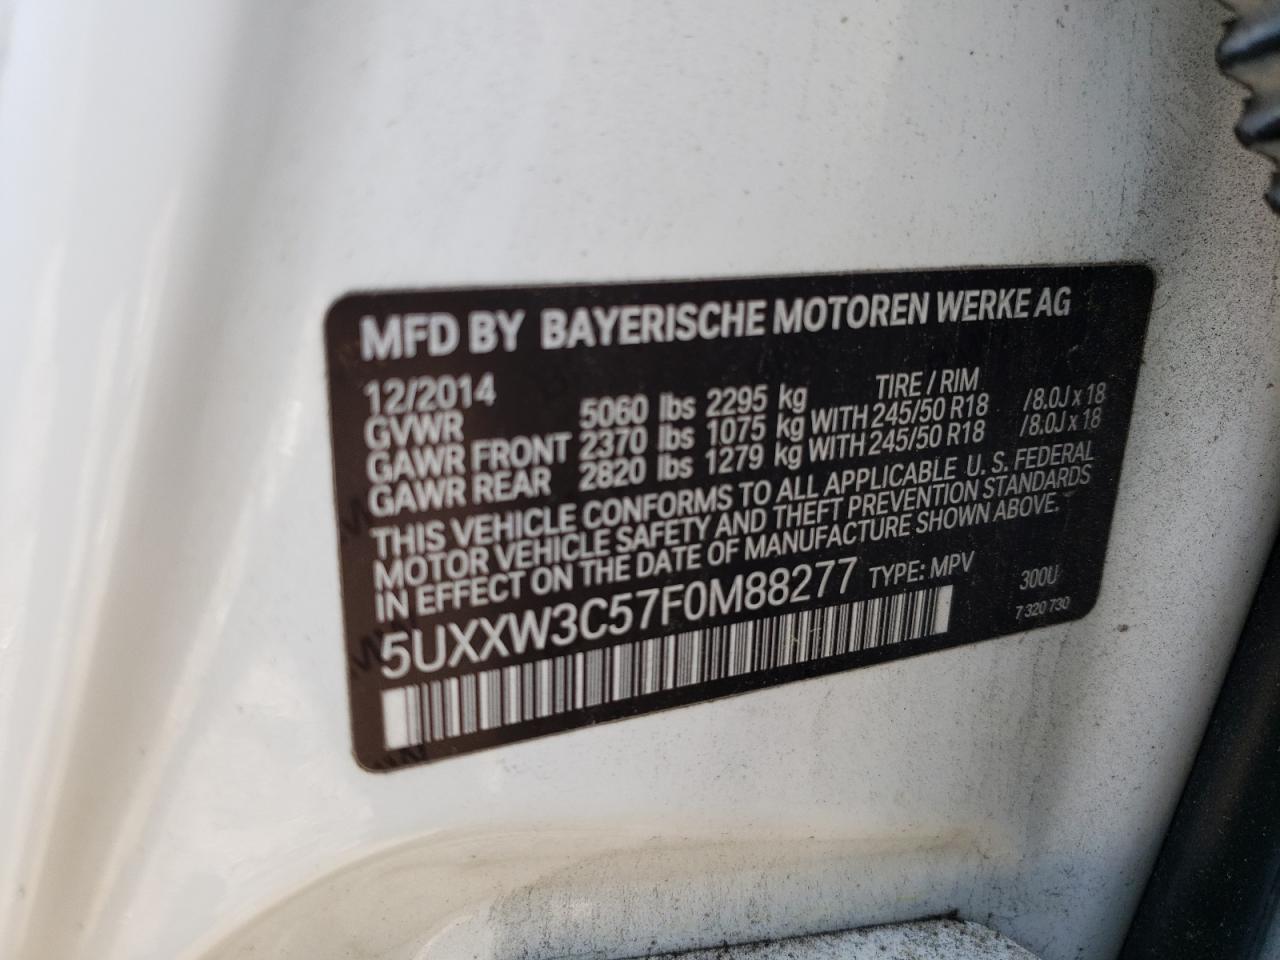 MFD BY BAYERISCHE MOTOREN WERKE AG
12/2014 TIRE / RIM
GVWR 5060 lbs 2295 kg
GAWR FRONT 2370 lbs 1075 kg WITH 245/50 R18 /8.0J x 18
GAWR REAR 2820 lbs 1279 kg WITH 245/50 R18 /8.0J x 18
THIS VEHICLE CONFORMS TO ALL APPLICABLE U. S. FEDERAL
MOTOR VEHICLE SAFETY AND THEFT PREVENTION STANDARDS
IN EFFECT ON THE DATE OF MANUFACTURE SHOWN ABOVE.
5UXXW3C57F0M88277 TYPE: MPV 300U
7 320 730